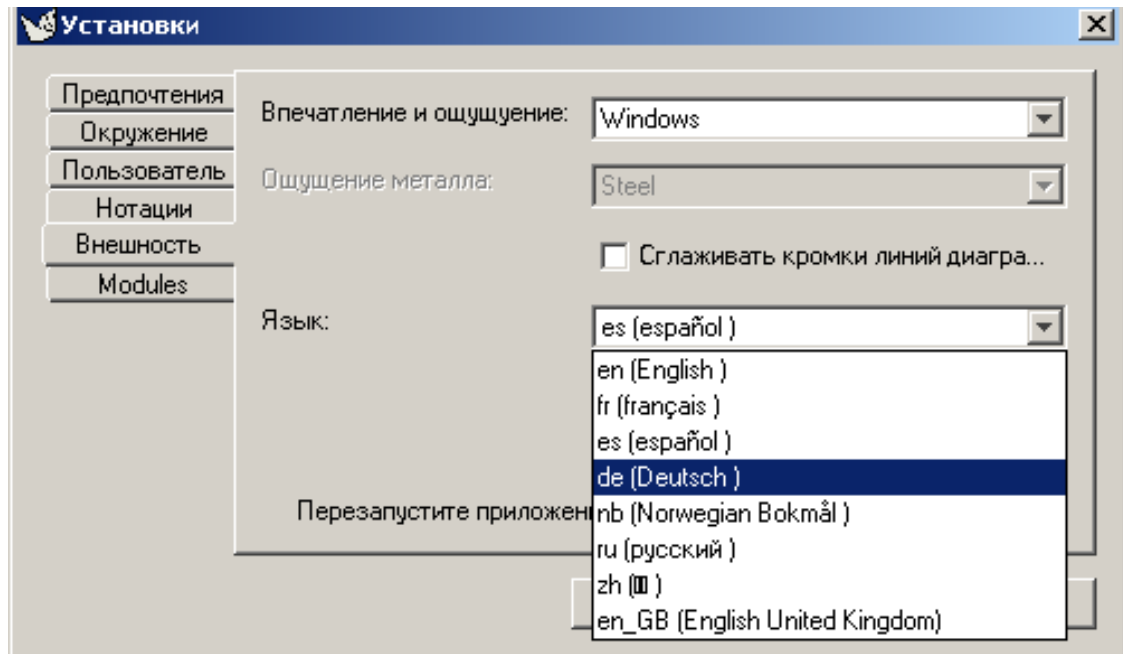 Установки
Предпочтения
Окружение
Пользователь
Нотации
Внешность
Modules
Впечатление и ощущуение: Windows
Ощущение металла: Steel
Сглаживать кромки линий диагра...
Язык: es (español )
en (English )
fr (français )
es (español )
de (Deutsch )
nb (Norwegian Bokmål )
ru (русский )
zh ( )
en_GB (English United Kingdom)
Перезапустите приложен